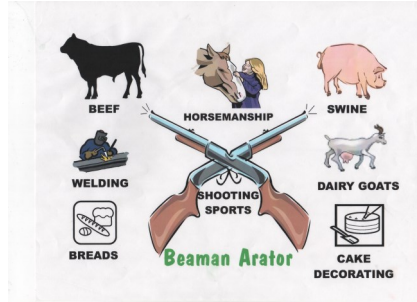 BEEF
HORSEMANSHIP
SWINE
WELDING
SHOOTING
SPORTS
DAIRY GOATS
BREADS
Beaman Arator
CAKE
DECORATING